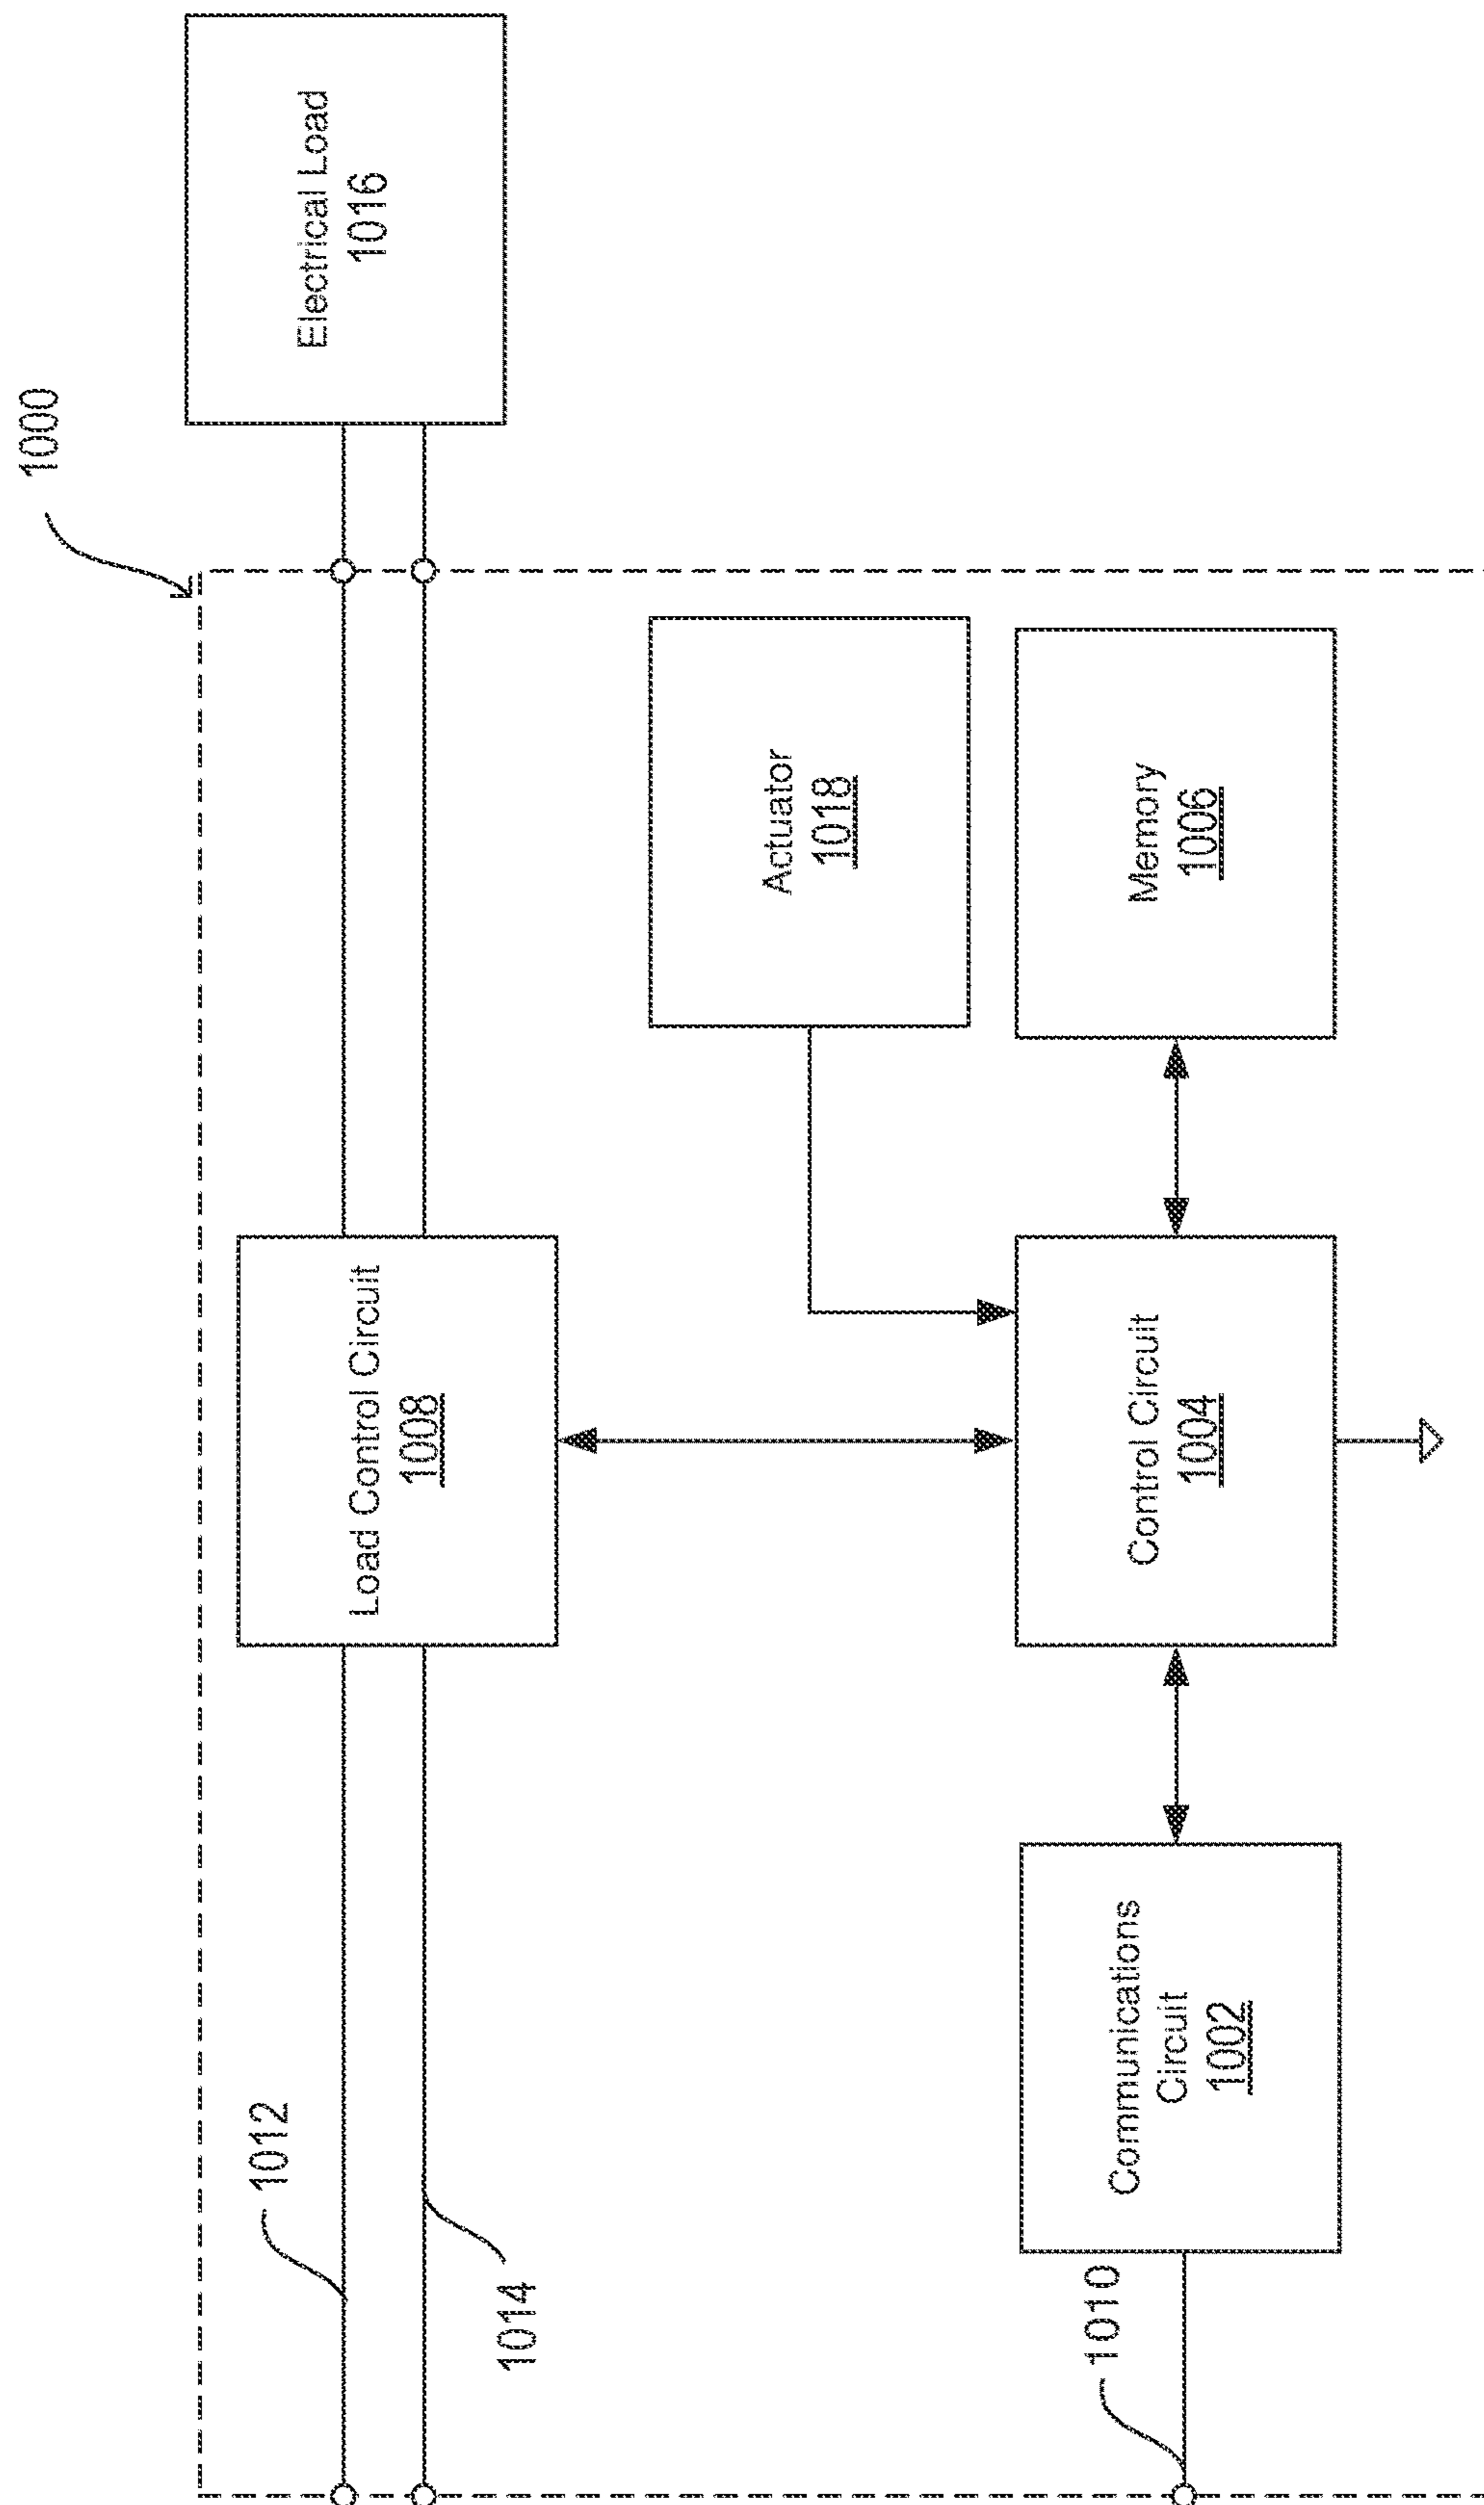 1000
Electrical Load
1016
1012
Load Control Circuit
1008
1014
Actuator
1018
1010
Communications
Circuit
1002
Control Circuit
1004
Memory
1006